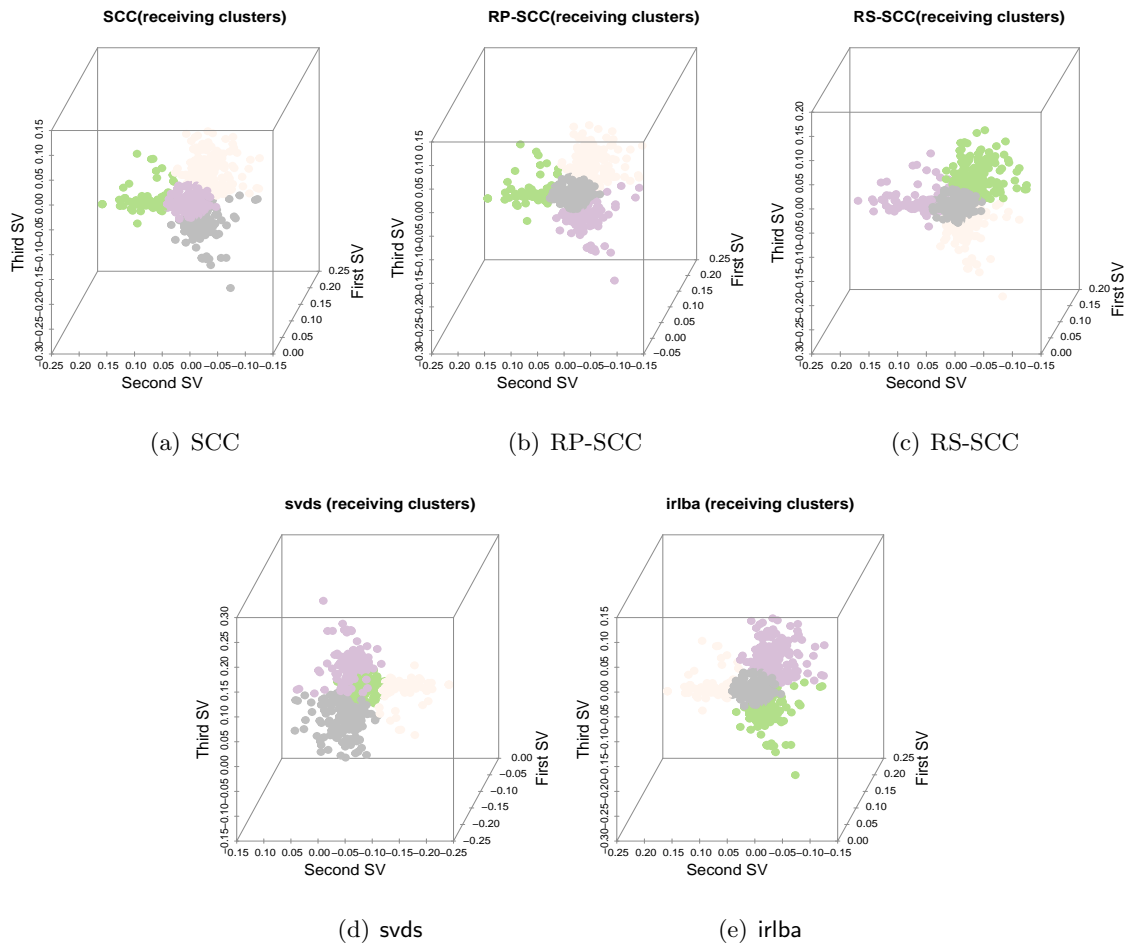 SCC(receiving clusters)
RP-SCC(receiving clusters)
RS-SCC(receiving clusters)
Third SV
-0.30 -0.25 -0.20 -0.15 -0.10 -0.05 0.00 0.05 0.10 0.15
0.25 0.20 0.15 0.10 0.05 0.00 -0.05 -0.10 -0.15
Second SV
0.00 0.05 0.10 0.15 0.20 0.25
First SV
Third SV
-0.30 -0.25 -0.20 -0.15 -0.10 -0.05 0.00 0.05 0.10 0.15
0.25 0.20 0.15 0.10 0.05 0.00 -0.05 -0.10 -0.15
Second SV
-0.05 0.00 0.05 0.10 0.15 0.20 0.25
First SV
Third SV
-0.30 -0.25 -0.20 -0.15 -0.10 -0.05 0.00 0.05 0.10 0.15 0.20
0.25 0.20 0.15 0.10 0.05 0.00 -0.05 -0.10 -0.15
Second SV
0.00 0.05 0.10 0.15 0.20
First SV
(a) SCC
(b) RP-SCC
(c) RS-SCC
svds (receiving clusters)
irlba (receiving clusters)
Third SV
-0.15 -0.10 -0.05 0.00 0.05 0.10 0.15 0.20 0.25 0.30
0.15 0.10 0.05 0.00 -0.05 -0.10 -0.15 -0.20 -0.25
Second SV
-0.25 -0.20 -0.15 -0.10 -0.05 0.00
First SV
Third SV
-0.30 -0.25 -0.20 -0.15 -0.10 -0.05 0.00 0.05 0.10 0.15
0.25 0.20 0.15 0.10 0.05 0.00 -0.05 -0.10 -0.15
Second SV
0.00 0.05 0.10 0.15 0.20 0.25
First SV
(d) svds
(e) irlba